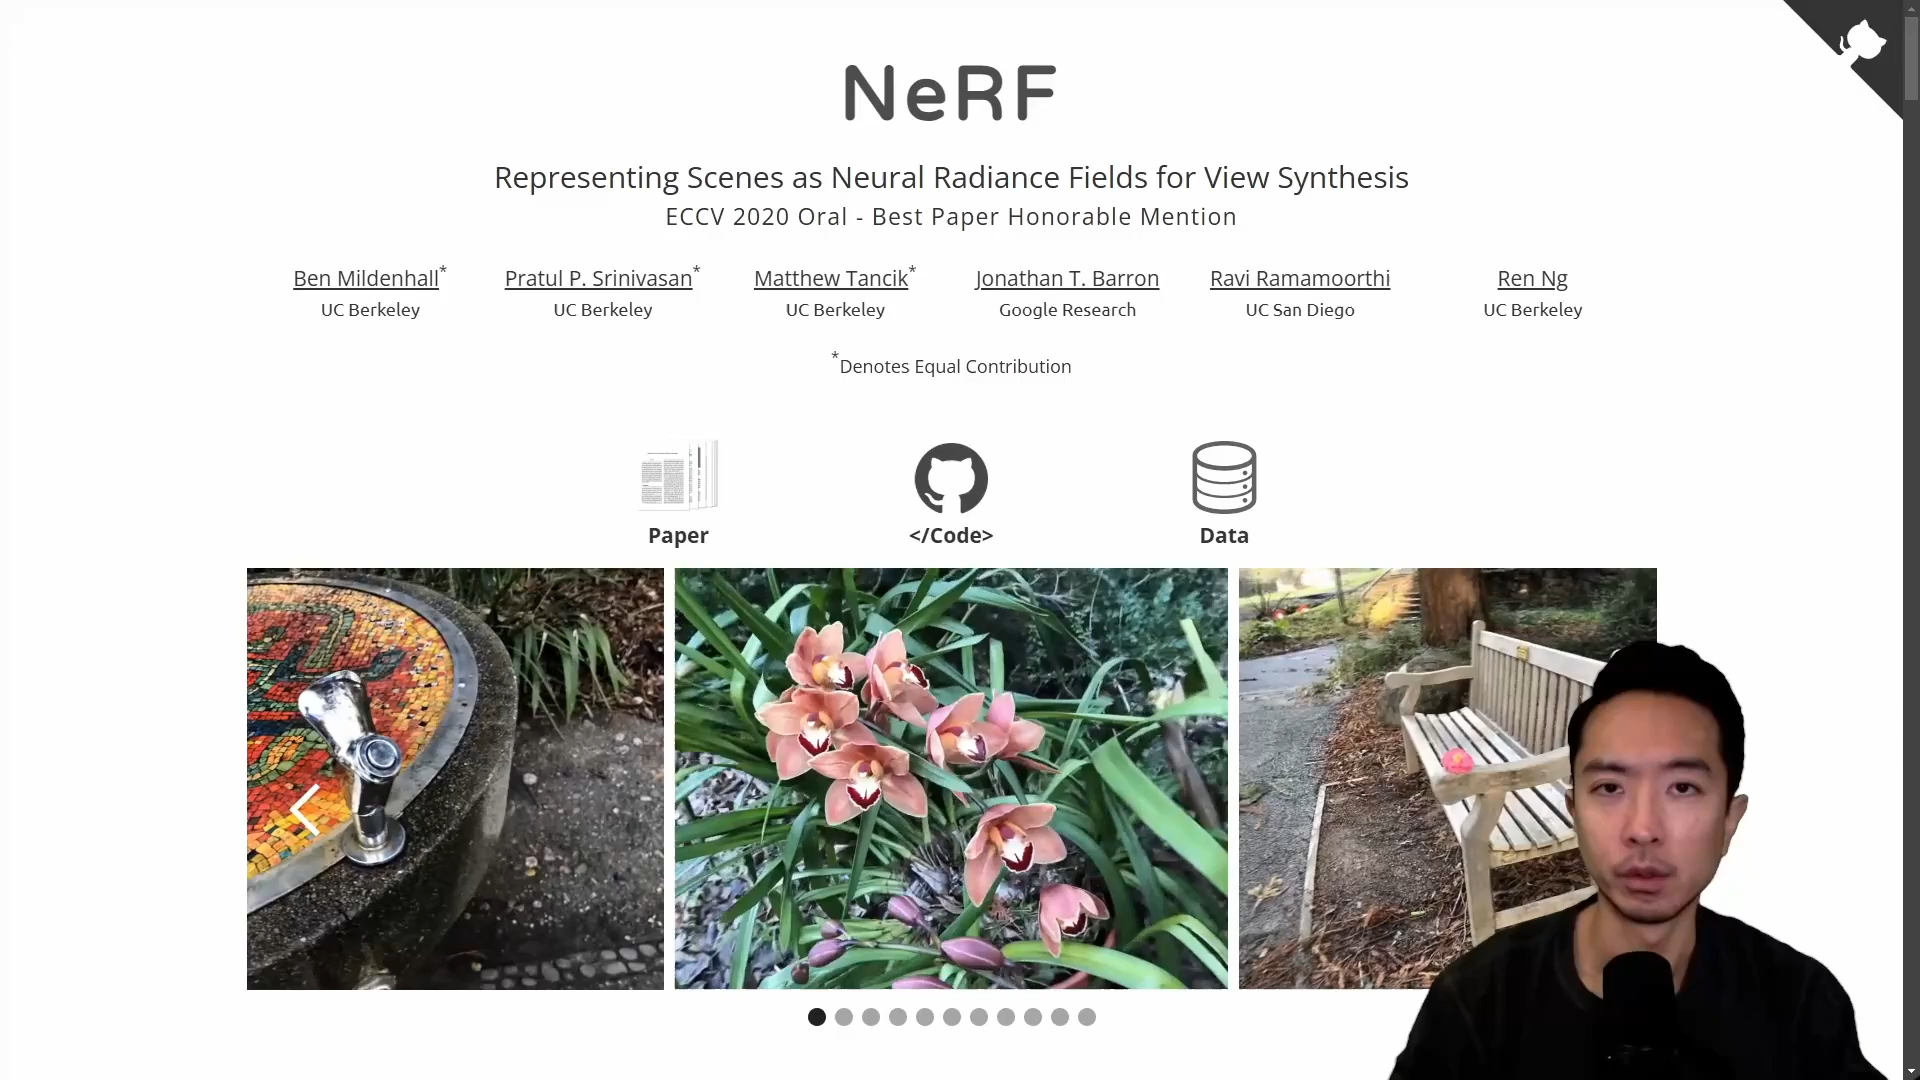 NeRF
Representing Scenes as Neural Radiance Fields for View Synthesis
ECCV 2020 Oral - Best Paper Honorable Mention
Ben Mildenhall* Pratul P. Srinivasan* Matthew Tancik* Jonathan T. Barron Ravi Ramamoorthi Ren Ng
UC Berkeley UC Berkeley UC Berkeley Google Research UC San Diego UC Berkeley
*Denotes Equal Contribution
Paper </Code> Data